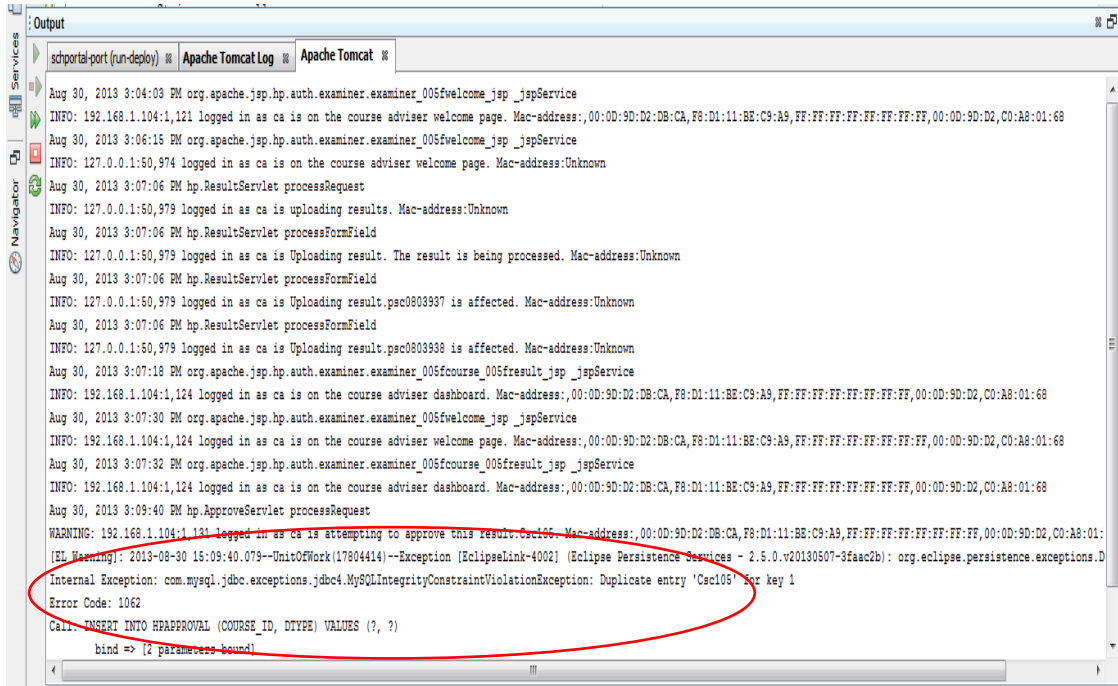 Output
Services
Navigator
schportal-port (run-deploy)
Apache Tomcat Log
Apache Tomcat
Aug 30, 2013 3:04:03 PM org.apache.jsp.hp.auth.examiner.examiner_005fwelcome_jsp _jspService
INFO: 192.168.1.104:1,121 logged in as ca is on the course adviser welcome page. Mac-address:,00:0D:9D:D2:DB:CA,F8:D1:11:BE:C9:A9,FF:FF:FF:FF:FF:FF:FF:FF,00:0D:9D:D2,C0:A8:01:68
Aug 30, 2013 3:06:15 PM org.apache.jsp.hp.auth.examiner.examiner_005fwelcome_jsp _jspService
INFO: 127.0.0.1:50,974 logged in as ca is on the course adviser welcome page. Mac-address:Unknown
Aug 30, 2013 3:07:06 PM hp.ResultServlet processRequest
INFO: 127.0.0.1:50,979 logged in as ca is uploading results. Mac-address:Unknown
Aug 30, 2013 3:07:06 PM hp.ResultServlet processFormField
INFO: 127.0.0.1:50,979 logged in as ca is Uploading result. The result is being processed. Mac-address:Unknown
Aug 30, 2013 3:07:06 PM hp.ResultServlet processFormField
INFO: 127.0.0.1:50,979 logged in as ca is Uploading result.psc0803937 is affected. Mac-address:Unknown
Aug 30, 2013 3:07:06 PM hp.ResultServlet processFormField
INFO: 127.0.0.1:50,979 logged in as ca is Uploading result.psc0803938 is affected. Mac-address:Unknown
Aug 30, 2013 3:07:18 PM org.apache.jsp.hp.auth.examiner.examiner_005fcourse_005fresult_jsp _jspService
INFO: 192.168.1.104:1,124 logged in as ca is on the course adviser dashboard. Mac-address:,00:0D:9D:D2:DB:CA,F8:D1:11:BE:C9:A9,FF:FF:FF:FF:FF:FF:FF:FF,00:0D:9D:D2,C0:A8:01:68
Aug 30, 2013 3:07:30 PM org.apache.jsp.hp.auth.examiner.examiner_005fwelcome_jsp _jspService
INFO: 192.168.1.104:1,124 logged in as ca is on the course adviser welcome page. Mac-address:,00:0D:9D:D2:DB:CA,F8:D1:11:BE:C9:A9,FF:FF:FF:FF:FF:FF:FF:FF,00:0D:9D:D2,C0:A8:01:68
Aug 30, 2013 3:07:32 PM org.apache.jsp.hp.auth.examiner.examiner_005fcourse_005fresult_jsp _jspService
INFO: 192.168.1.104:1,124 logged in as ca is on the course adviser dashboard. Mac-address:,00:0D:9D:D2:DB:CA,F8:D1:11:BE:C9:A9,FF:FF:FF:FF:FF:FF:FF:FF,00:0D:9D:D2,C0:A8:01:68
Aug 30, 2013 3:09:40 PM hp.ApproveServlet processRequest
WARNING: 192.168.1.104:1,131 logged in as ca is attempting to approve this result.Csc105. Mac-address:,00:0D:9D:D2:DB:CA,F8:D1:11:BE:C9:A9,FF:FF:FF:FF:FF:FF:FF:FF,00:0D:9D:D2,C0:A8:01:
[EL Warning]: 2013-08-30 15:09:40.079--UnitOfWork(17804414)--Exception [EclipseLink-4002] (Eclipse Persistence Services - 2.5.0.v20130507-3faac2b): org.eclipse.persistence.exceptions.D
Internal Exception: com.mysql.jdbc.exceptions.jdbc4.MySQLIntegrityConstraintViolationException: Duplicate entry 'Csc105' for key 1
Error Code: 1062
Call: INSERT INTO HPAPPROVAL (COURSE_ID, DTYPE) VALUES (?, ?)
bind => [2 parameters bound]